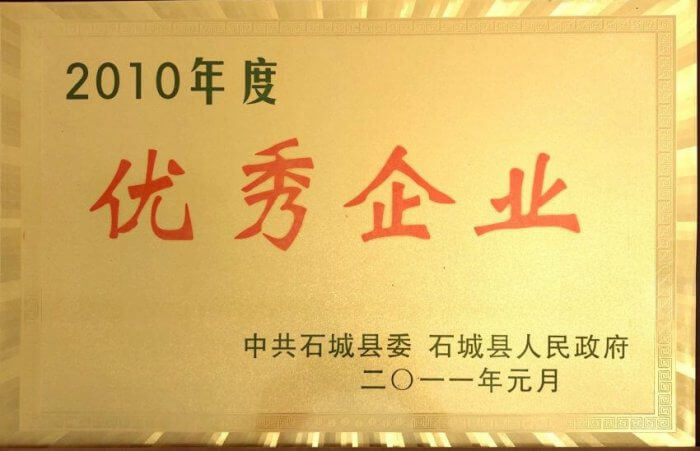 2010年度
优秀企业
中共石城县委 石城县人民政府
二〇一一年元月